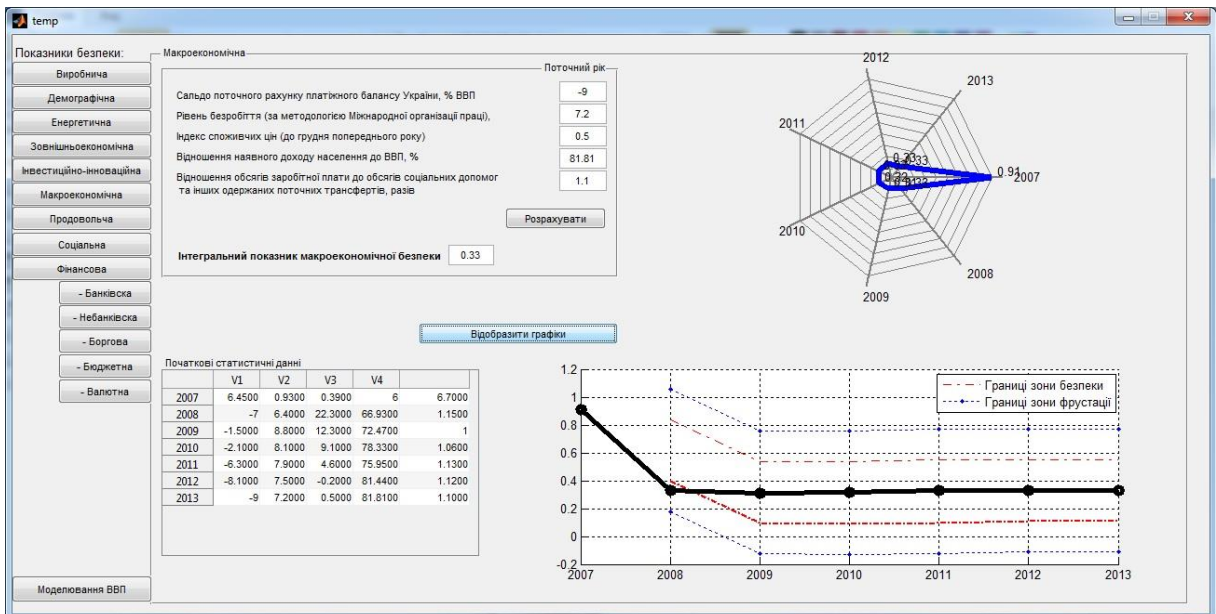 temp
Показники безпеки:
Виробнича
Демографічна
Енергетична
Зовнішньоекономічна
Інвестиційно-інноваційна
Макроекономічна
Продовольча
Соціальна
Фінансова
- Банківска
- Небанківска
- Боргова
- Бюджетна
- Валютна
Моделювання ВВП
Макроекономічна
Поточний рік
Сальдо поточного рахунку платіжного балансу України, % ВВП -9
Рівень безробіття (за методологією Міжнародної організації праці), 7.2
Індекс споживчих цін (до грудня попереднього року) 0.5
Відношення наявного доходу населення до ВВП, % 81.81
Відношення обсягів заробітної плати до обсягів соціальних допомог
та інших одержаних поточних трансфертів, разів 1.1
Розрахувати
Інтегральний показник макроекономічної безпеки 0.33
Відобразити графіки
2012
2013
2011
0.33
0.91
2007
2010
2008
2009
Початкові статистичні данні
V1 V2 V3 V4
2007 6.4500 0.9300 0.3900 6 6.7000
2008 -7 6.4000 22.3000 66.9300 1.1500
2009 -1.5000 8.8000 12.3000 72.4700 1
2010 -2.1000 8.1000 9.1000 78.3300 1.0600
2011 -6.3000 7.9000 4.6000 75.9500 1.1300
2012 -8.1000 7.5000 -0.2000 81.4400 1.1200
2013 -9 7.2000 0.5000 81.8100 1.1000
1.2
1
0.8
0.6
0.4
0.2
0
-0.2
Границі зони безпеки
Границі зони фрустації
2007 2008 2009 2010 2011 2012 2013